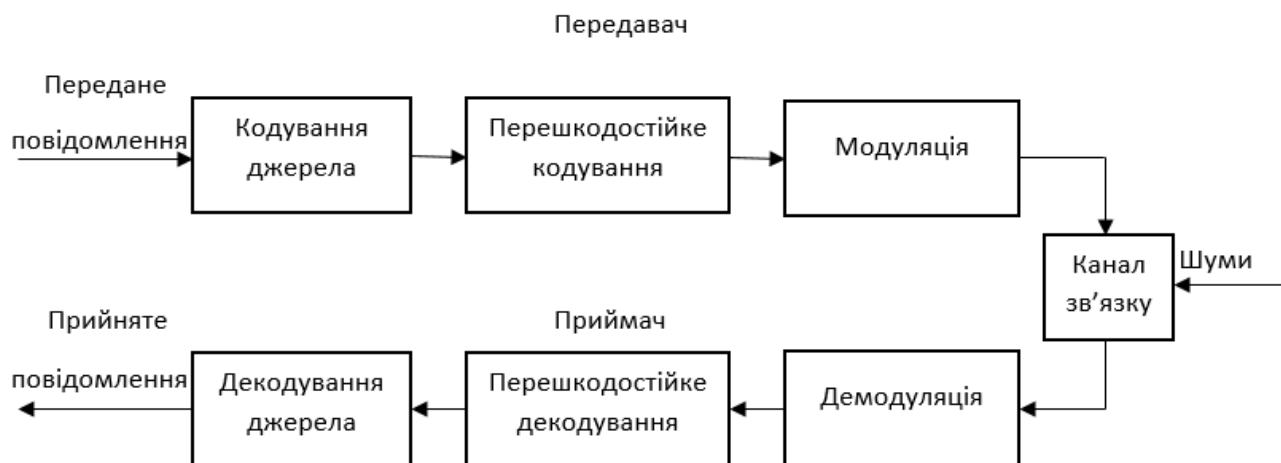 Передавач
Передане
повідомлення
Кодування
джерела
Перешкодостійке
кодування
Модуляція
Канал
зв’язку
Шуми
Прийняте
повідомлення
Приймач
Декодування
джерела
Перешкодостійке
декодування
Демодуляція